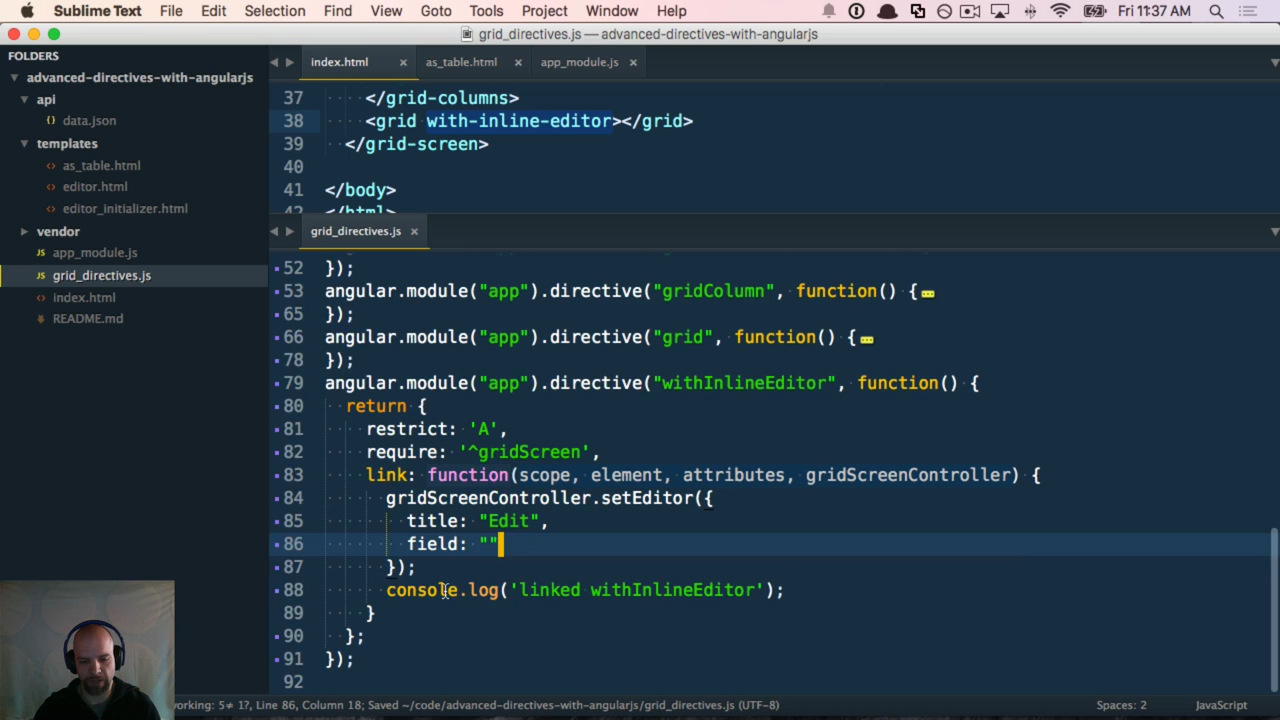 Sublime Text File Edit Selection Find View Goto Tools Project Window Help Fri 11:37 AM
grid_directives.js — advanced-directives-with-angularjs
FOLDERS
advanced-directives-with-angularjs
api
data.json
templates
as_table.html
editor.html
editor_initializer.html
vendor
app_module.js
grid_directives.js
index.html
README.md
index.html as_table.html app_module.js
37 </grid-columns>
38 <grid with-inline-editor></grid>
39 </grid-screen>
40
41 </body>
42 </html>
grid_directives.js
52 });
53 angular.module("app").directive("gridColumn", function() {
65 });
66 angular.module("app").directive("grid", function() {
78 });
79 angular.module("app").directive("withInlineEditor", function() {
80 return {
81 restrict: 'A',
82 require: '^gridScreen',
83 link: function(scope, element, attributes, gridScreenController) {
84 gridScreenController.setEditor({
85 title: "Edit",
86 field: ""
87 });
88 console.log('linked withInlineEditor');
89 }
90 };
91 });
92
working: 5≠ 1?, Line 86, Column 18; Saved ~/code/advanced-directives-with-angularjs/grid_directives.js (UTF-8) Spaces: 2 JavaScript